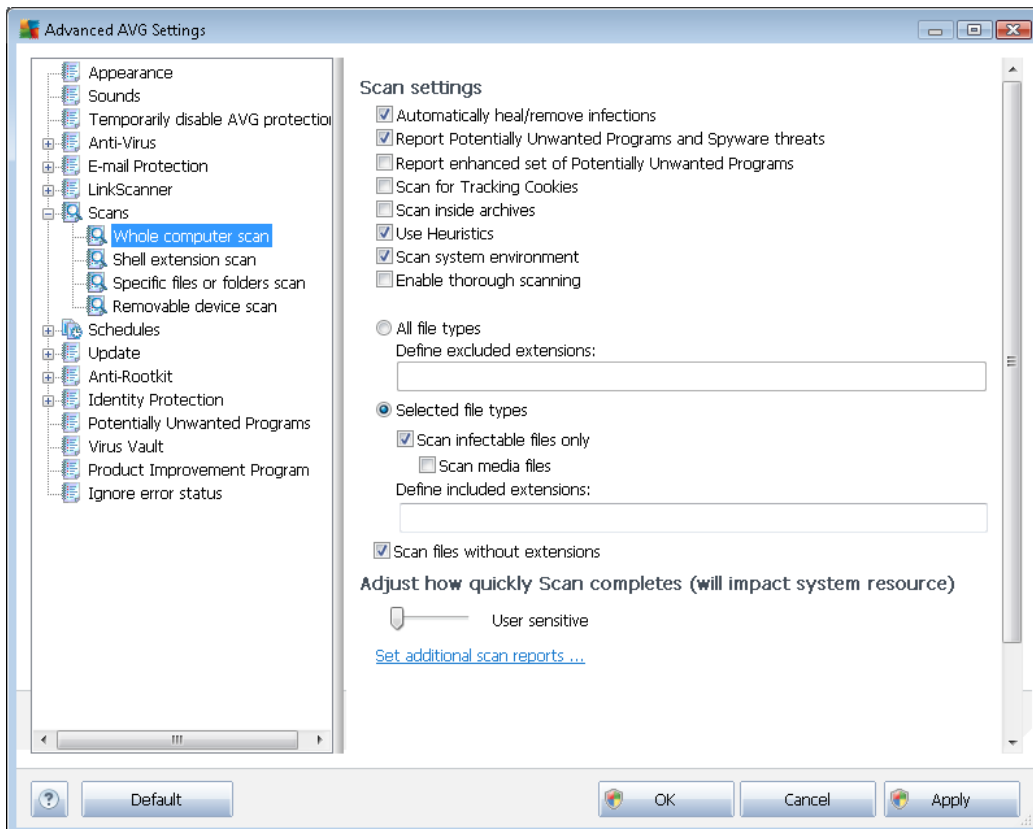 Advanced AVG Settings
Appearance
Sounds
Temporarily disable AVG protection
Anti-Virus
E-mail Protection
LinkScanner
Scans
Whole computer scan
Shell extension scan
Specific files or folders scan
Removable device scan
Schedules
Update
Anti-Rootkit
Identity Protection
Potentially Unwanted Programs
Virus Vault
Product Improvement Program
Ignore error status
Scan settings
Automatically heal/remove infections
Report Potentially Unwanted Programs and Spyware threats
Report enhanced set of Potentially Unwanted Programs
Scan for Tracking Cookies
Scan inside archives
Use Heuristics
Scan system environment
Enable thorough scanning
All file types
Define excluded extensions:
Selected file types
Scan infectable files only
Scan media files
Define included extensions:
Scan files without extensions
Adjust how quickly Scan completes (will impact system resource)
User sensitive
Set additional scan reports ...
?
Default
OK
Cancel
Apply